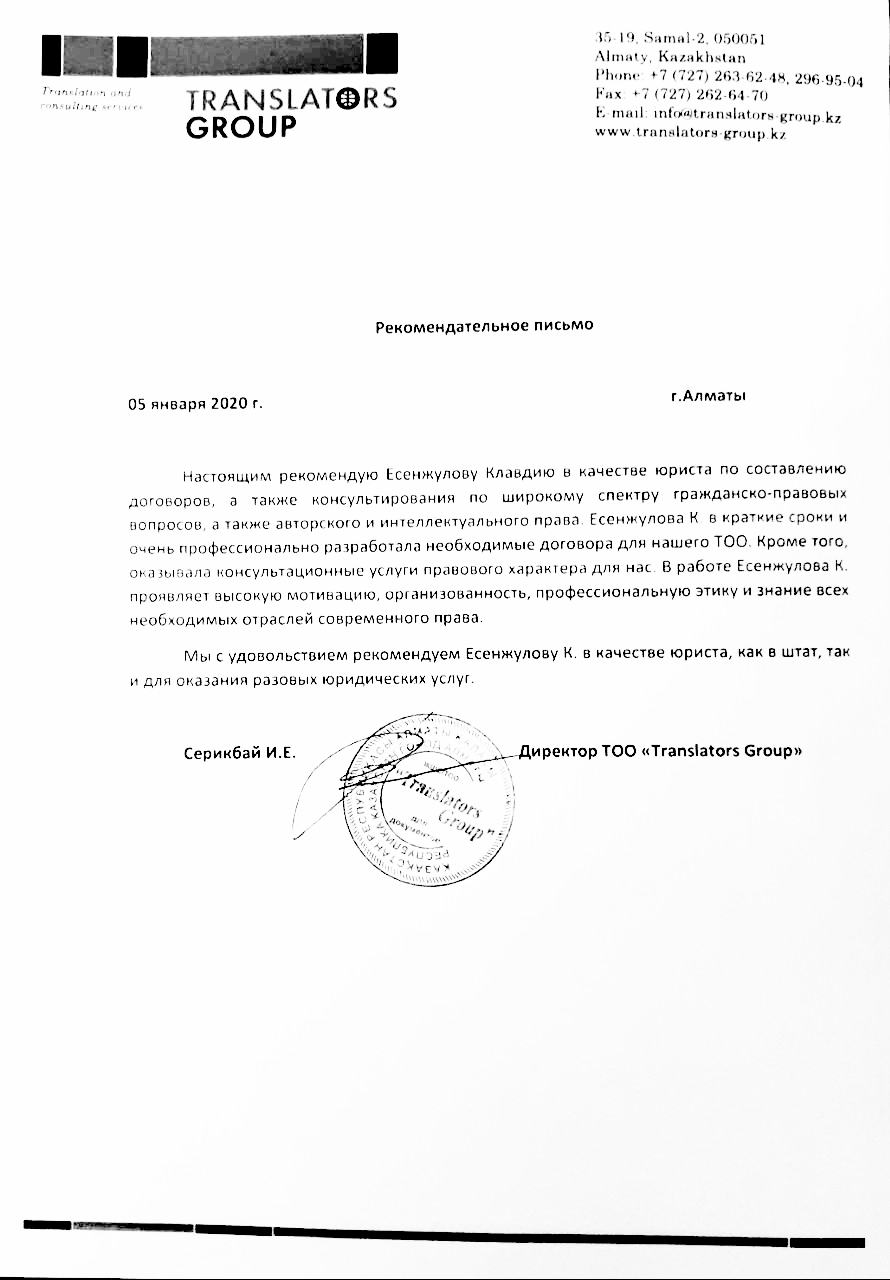 Translation and
consulting services
TRANSLATORS
GROUP
35-19, Samal-2, 050051
Almaty, Kazakhstan
Phone: +7 (727) 263-62-48, 296-95-04
Fax: +7 (727) 262-64-70
E-mail: info@translators-group.kz
www.translators-group.kz
Рекомендательное письмо
05 января 2020 г.
г.Алматы
Настоящим рекомендую Есенжулову Клавдию в качестве юриста по составлению
договоров, а также консультирования по широкому спектру гражданско-правовых
вопросов, а также авторского и интеллектуального права. Есенжулова К. в краткие сроки и
очень профессионально разработала необходимые договора для нашего ТОО. Кроме того,
оказывала консультационные услуги правового характера для нас. В работе Есенжулова К.
проявляет высокую мотивацию, организованность, профессиональную этику и знание всех
необходимых отраслей современного права.
Мы с удовольствием рекомендуем Есенжулову К. в качестве юриста, как в штат, так
и для оказания разовых юридических услуг.
Серикбай И.Е.
Директор ТОО «Translators Group»
"Translators
Group"
для
документов